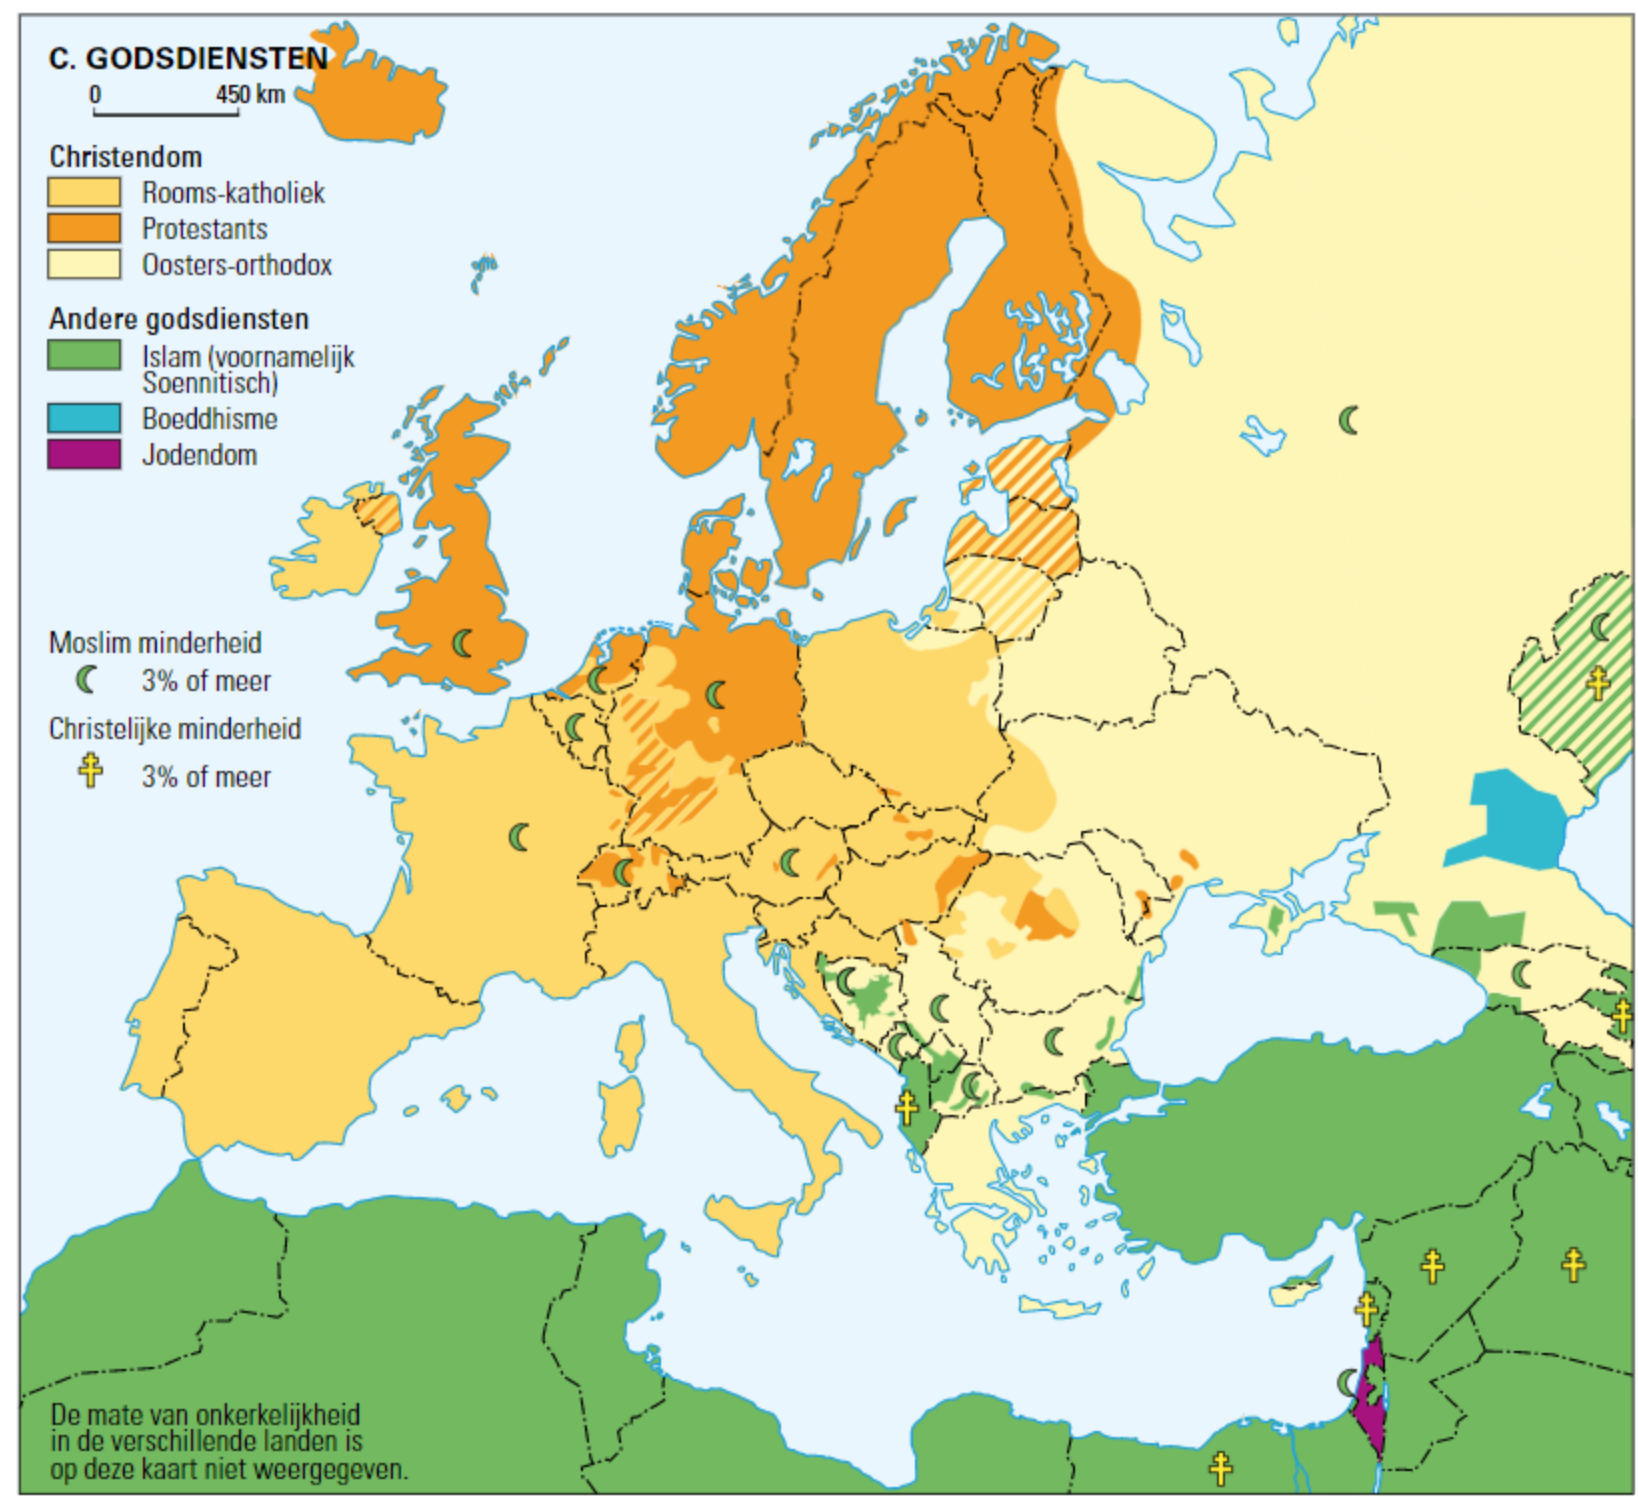 C. GODSDIENSTEN
0 450 km
Christendom
Rooms-katholiek
Protestants
Oosters-orthodox
Andere godsdiensten
Islam (voornamelijk
Soennitisch)
Boeddhisme
Jodendom
Moslim minderheid
3% of meer
Christelijke minderheid
3% of meer
De mate van onkerkelijkheid
in de verschillende landen is
op deze kaart niet weergegeven.